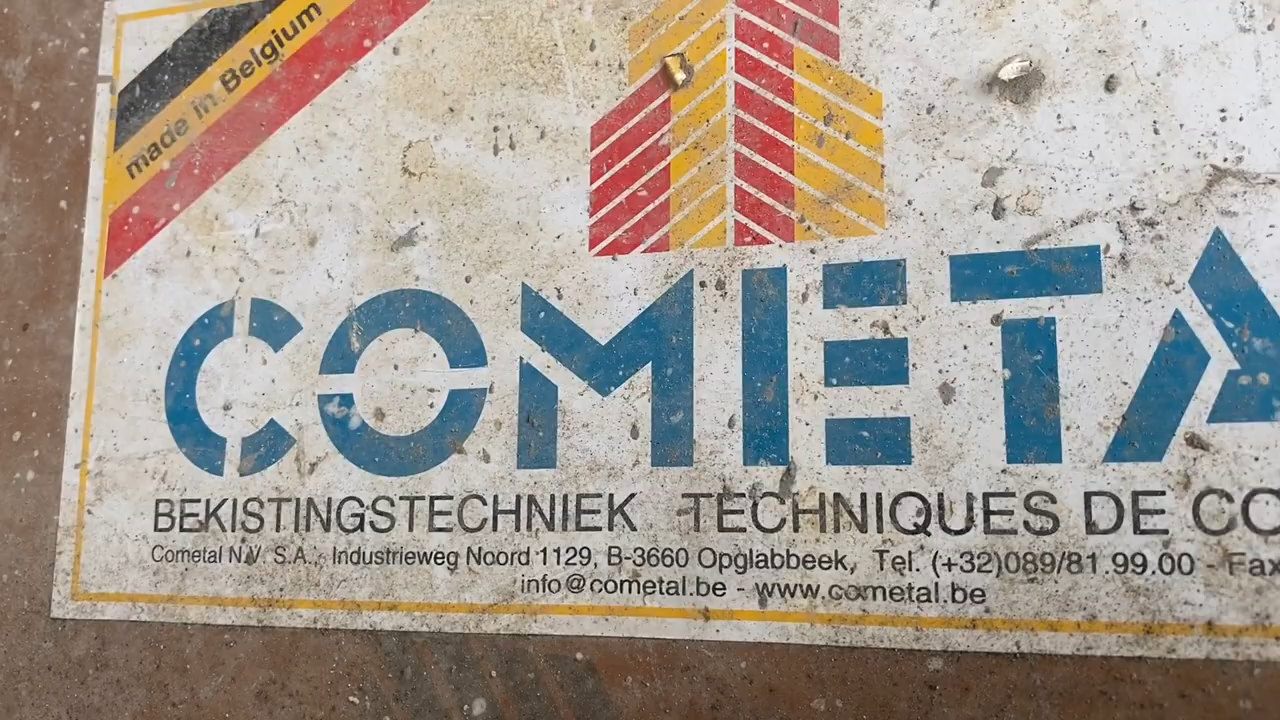 made in Belgium
COMETA
BEKISTINGSTECHNIEK TECHNIQUES DE CO
Cometal N.V. S.A., Industrieweg Noord 1129, B-3660 Opglabbeek, Tel. (+32)089/81.99.00 - Fax
info@cometal.be - www.cometal.be